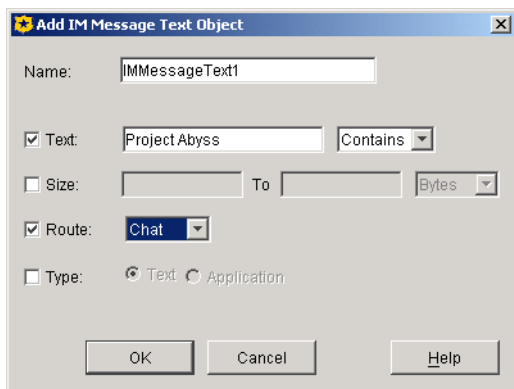 Add IM Message Text Object
Name: IMMessageText1
Text: Project Abyss Contains
Size: To Bytes
Route: Chat
Type: Text Application
OK Cancel Help